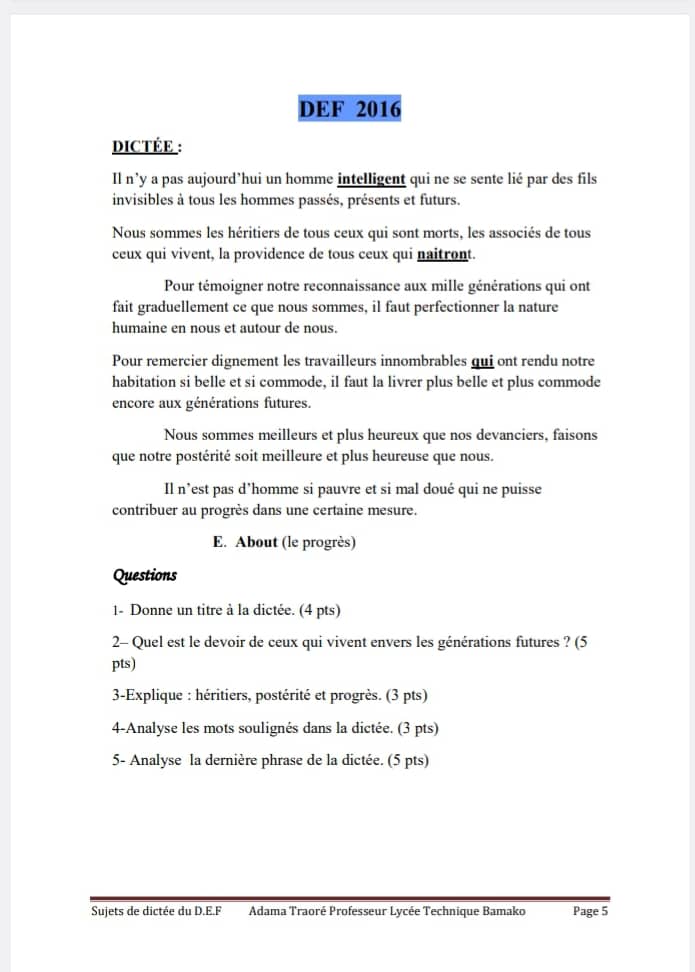 DEF 2016
DICTÉE :
Il n’y a pas aujourd’hui un homme intelligent qui ne se sente lié par des fils
invisibles à tous les hommes passés, présents et futurs.
Nous sommes les héritiers de tous ceux qui sont morts, les associés de tous
ceux qui vivent, la providence de tous ceux qui naitront.
Pour témoigner notre reconnaissance aux mille générations qui ont
fait graduellement ce que nous sommes, il faut perfectionner la nature
humaine en nous et autour de nous.
Pour remercier dignement les travailleurs innombrables qui ont rendu notre
habitation si belle et si commode, il faut la livrer plus belle et plus commode
encore aux générations futures.
Nous sommes meilleurs et plus heureux que nos devanciers, faisons
que notre postérité soit meilleure et plus heureuse que nous.
Il n’est pas d’homme si pauvre et si mal doué qui ne puisse
contribuer au progrès dans une certaine mesure.
E. About (le progrès)
Questions
1- Donne un titre à la dictée. (4 pts)
2– Quel est le devoir de ceux qui vivent envers les générations futures ? (5
pts)
3-Explique : héritiers, postérité et progrès. (3 pts)
4-Analyse les mots soulignés dans la dictée. (3 pts)
5- Analyse la dernière phrase de la dictée. (5 pts)
Sujets de dictée du D.E.F Adama Traoré Professeur Lycée Technique Bamako Page 5